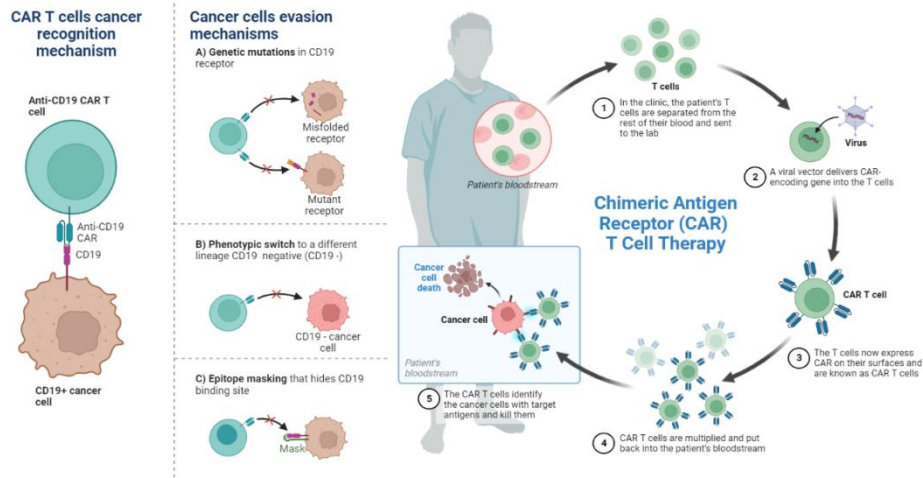 CAR T cells cancer
recognition
mechanism
Anti-CD19 CAR T
cell
Anti-CD19
CAR
CD19
CD19+ cancer
cell
Cancer cells evasion
mechanisms
A) Genetic mutations in CD19
receptor
Misfolded
receptor
Mutant
receptor
B) Phenotypic switch to a different
lineage CD19 negative (CD19 -)
CD19 - cancer
cell
C) Epitope masking that hides CD19
binding site
Mask
Patient's bloodstream
T cells
1 In the clinic, the patient's T
cells are separated from the
rest of their blood and sent
to the lab
Virus
2 A viral vector delivers CAR-
encoding gene into the T cells
Chimeric Antigen
Receptor (CAR)
T Cell Therapy
CAR T cell
3 The T cells now express
CAR on their surfaces and
are known as CAR T cells
4 CAR T cells are multiplied and put
back into the patient's bloodstream
Cancer
cell
death
Cancer cell
Patient's
bloodstream
5 The CAR T cells identify
the cancer cells with target
antigens and kill them